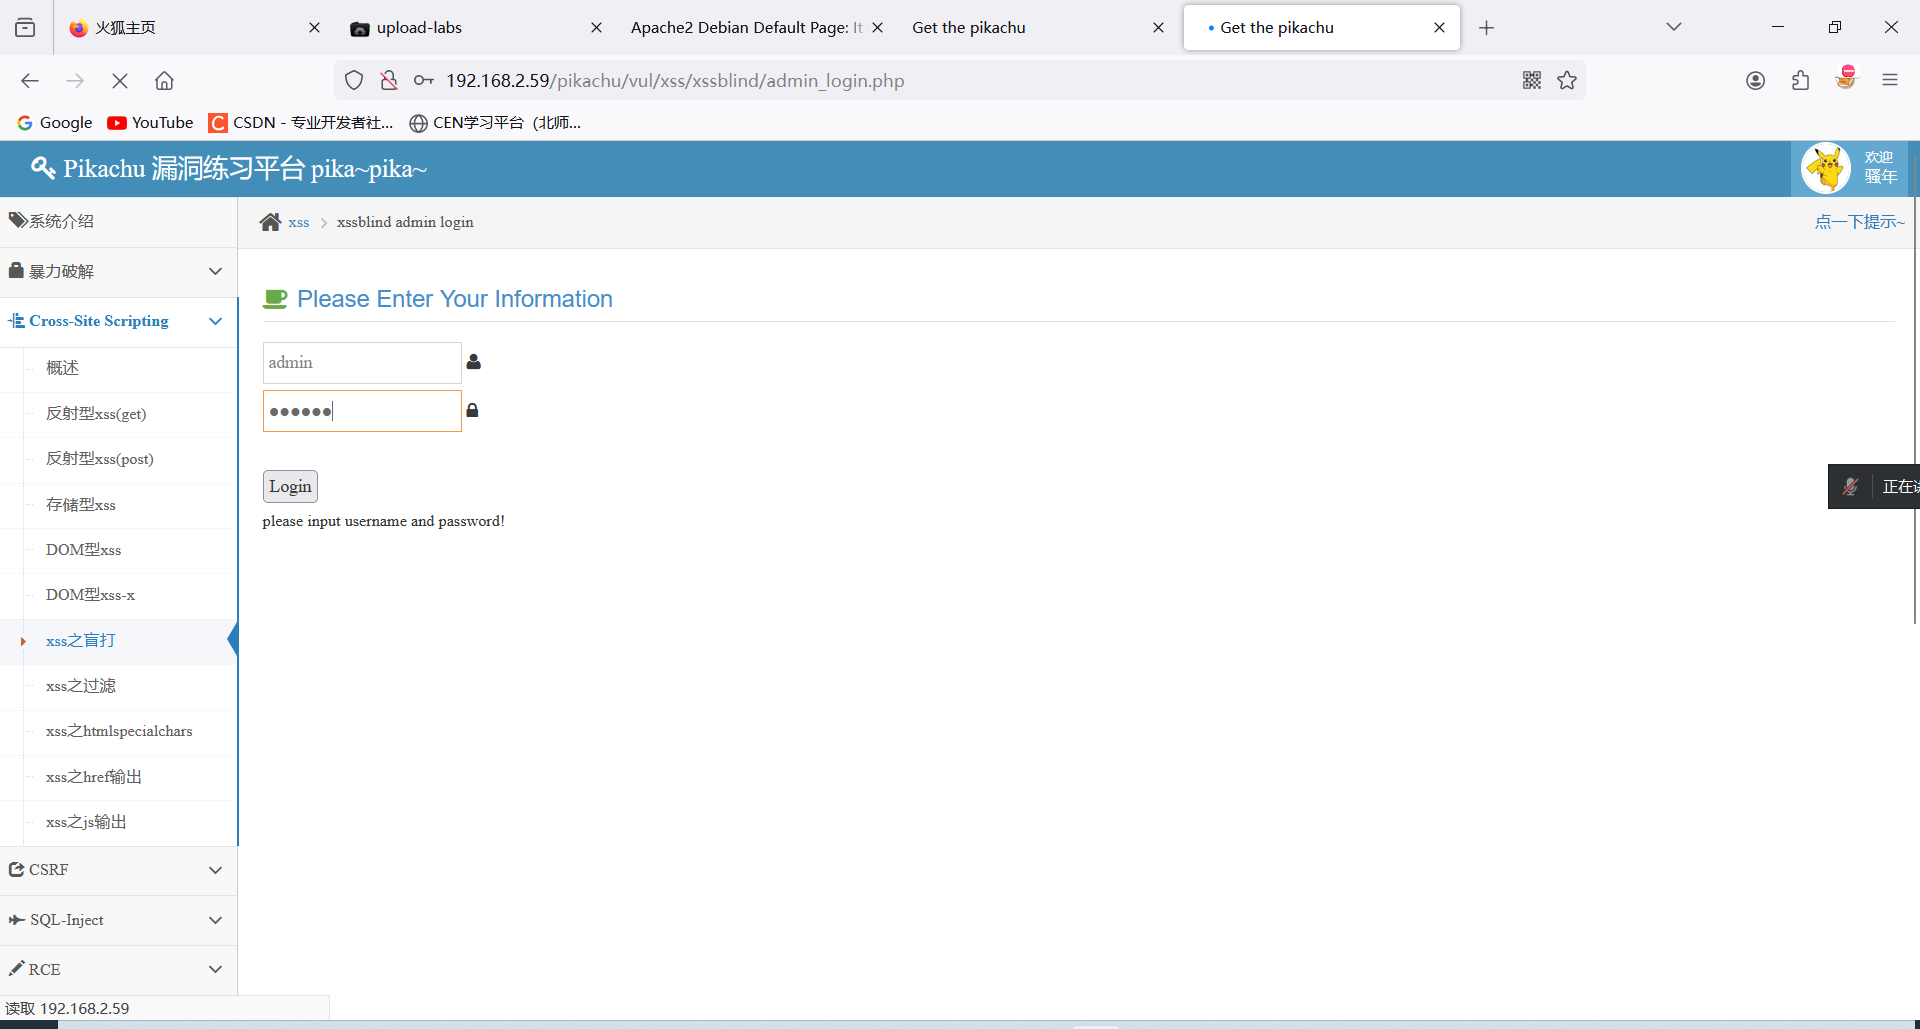 火狐主页
upload-labs
Apache2 Debian Default Page: It
Get the pikachu
Get the pikachu
192.168.2.59/pikachu/vul/xss/xssblind/admin_login.php
Google
YouTube
CSDN - 专业开发者社...
CEN学习平台（北师...
Pikachu 漏洞练习平台 pika~pika~
欢迎
骚年
系统介绍
暴力破解
Cross-Site Scripting
概述
反射型xss(get)
反射型xss(post)
存储型xss
DOM型xss
DOM型xss-x
xss之盲打
xss之过滤
xss之htmlspecialchars
xss之href输出
xss之js输出
CSRF
SQL-Inject
RCE
xss
xssblind admin login
点一下提示~
Please Enter Your Information
admin
Login
please input username and password!
正在
读取 192.168.2.59